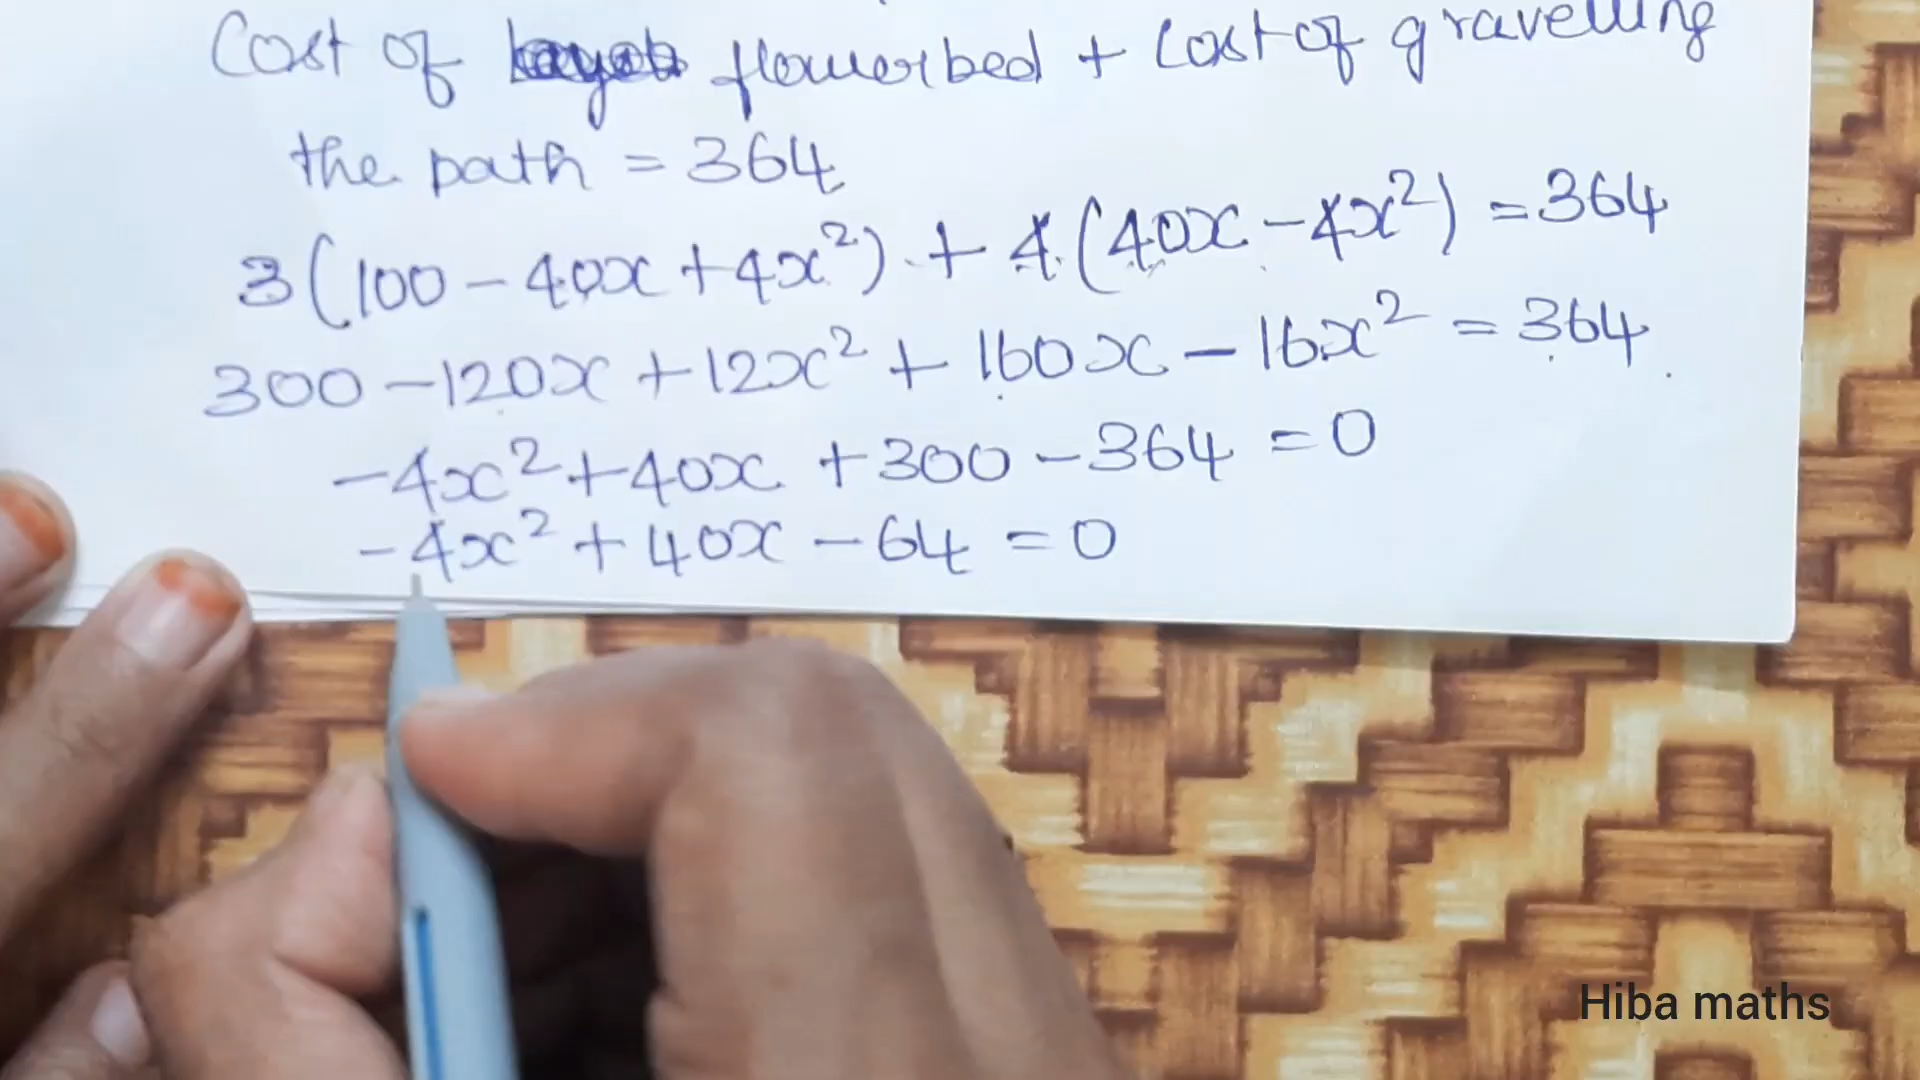 Cost of flowerbed + Cost of gravelling
the path = 364
3(100 - 40x + 4x²) + 4(40x - 4x²) = 364
300 - 120x + 12x² + 160x - 16x² = 364
-4x² + 40x + 300 - 364 = 0
-4x² + 40x - 64 = 0
Hiba maths